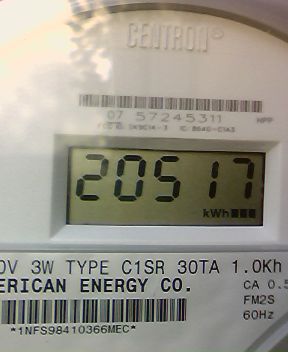 CENTRON®
07 57245311
20517
kWh
0V 3W TYPE C1SR 30TA 1.0Kh
ERICAN ENERGY CO. CA 0.5
FM2S
60Hz
*1NFS98410366MEC*